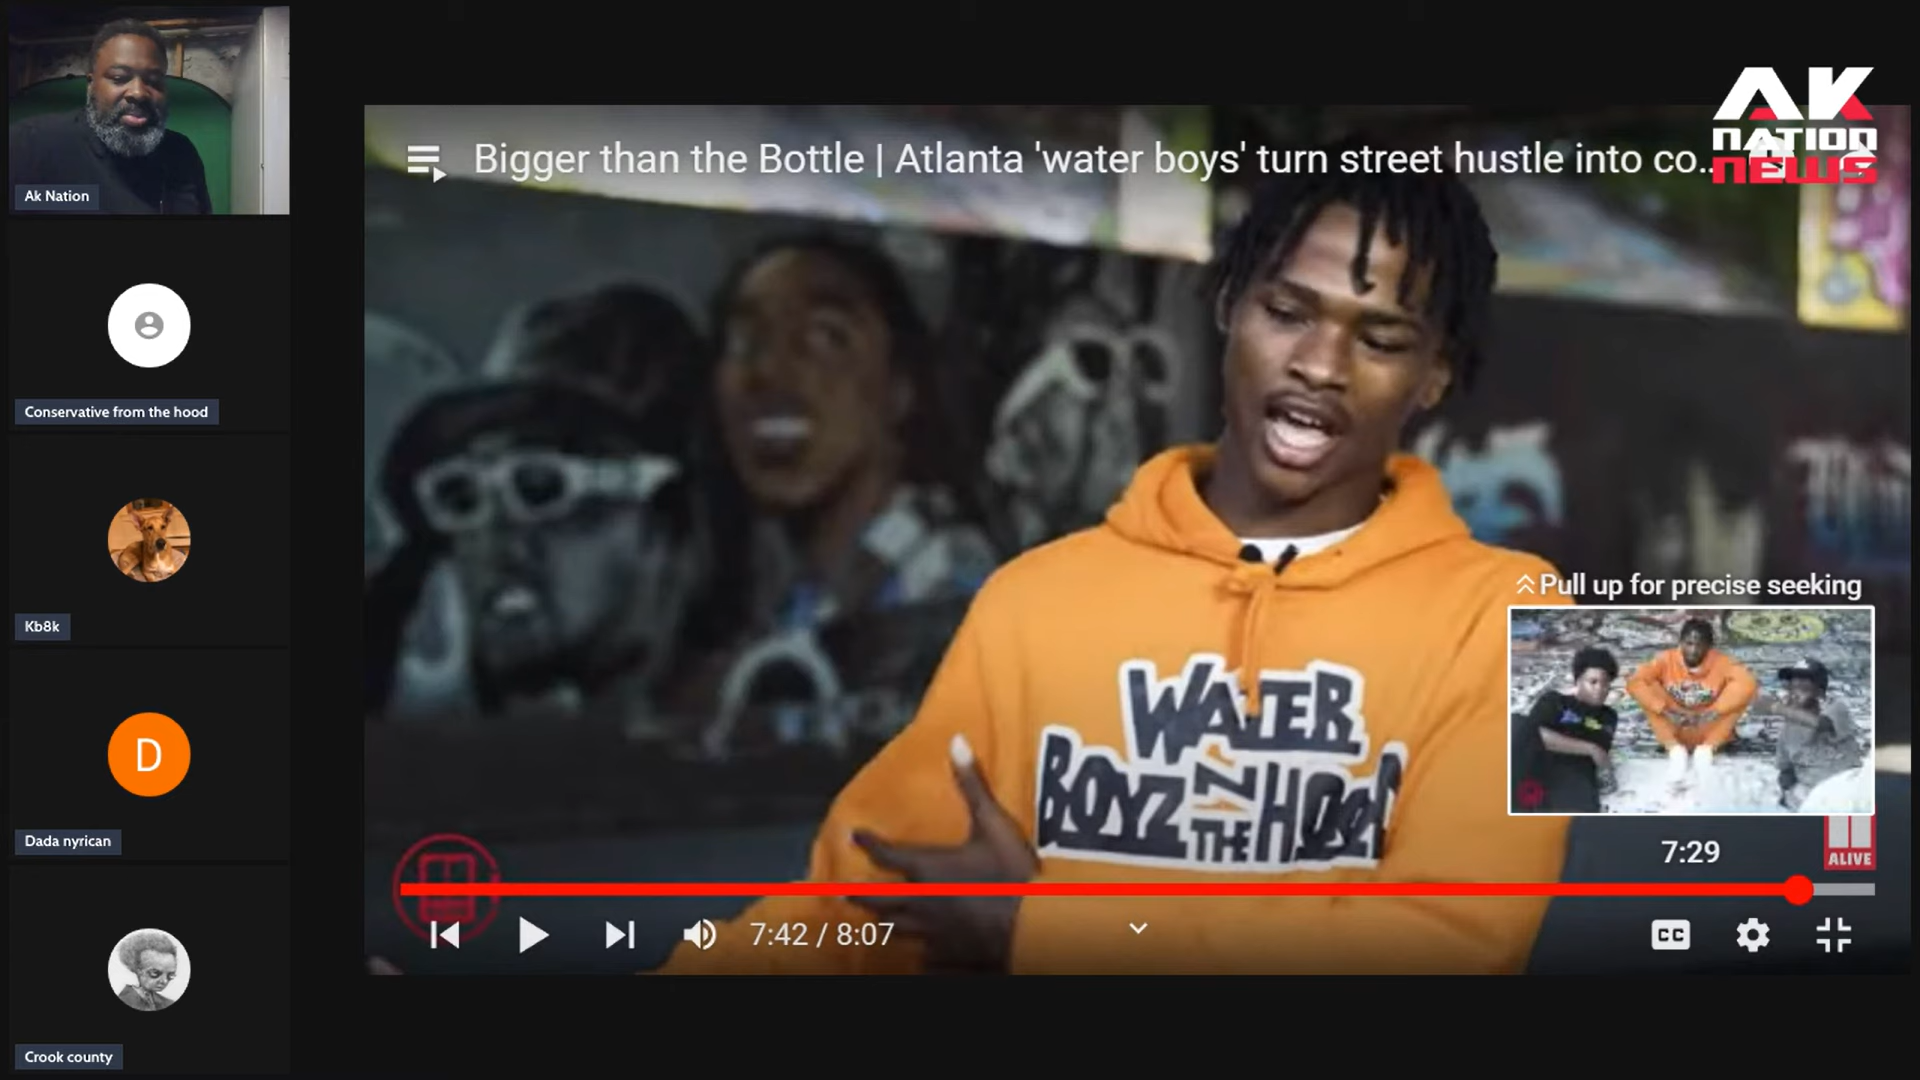 Ak Nation
Conservative from the hood
Kb8k
D
Dada nyrican
Crook county
AK
NATION
NEWS
Bigger than the Bottle | Atlanta 'water boys' turn street hustle into co...
WATER
BOYZ IN THE HOOD
Pull up for precise seeking
7:29
11
ALIVE
7:42 / 8:07
CC